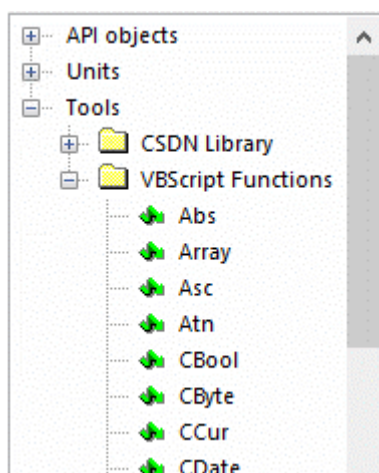 API objects
Units
Tools
CSDN Library
VBScript Functions
Abs
Array
Asc
Atn
CBool
CByte
CCur
CDate